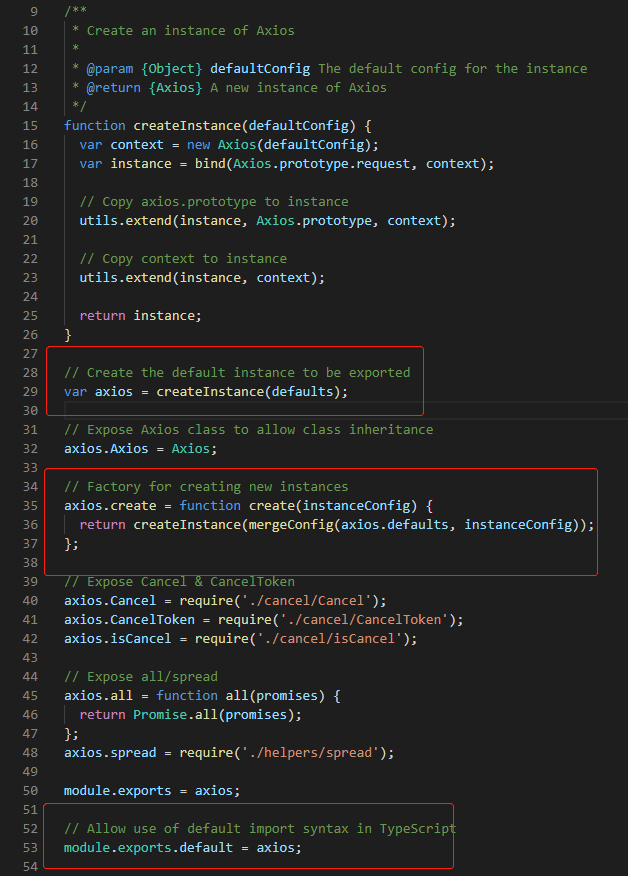 9 /**
10  * Create an instance of Axios
11  *
12  * @param {Object} defaultConfig The default config for the instance
13  * @return {Axios} A new instance of Axios
14  */
15 function createInstance(defaultConfig) {
16   var context = new Axios(defaultConfig);
17   var instance = bind(Axios.prototype.request, context);
18
19   // Copy axios.prototype to instance
20   utils.extend(instance, Axios.prototype, context);
21
22   // Copy context to instance
23   utils.extend(instance, context);
24
25   return instance;
26 }
27
28 // Create the default instance to be exported
29 var axios = createInstance(defaults);
30
31 // Expose Axios class to allow class inheritance
32 axios.Axios = Axios;
33
34 // Factory for creating new instances
35 axios.create = function create(instanceConfig) {
36   return createInstance(mergeConfig(axios.defaults, instanceConfig));
37 };
38
39 // Expose Cancel & CancelToken
40 axios.Cancel = require('./cancel/Cancel');
41 axios.CancelToken = require('./cancel/CancelToken');
42 axios.isCancel = require('./cancel/isCancel');
43
44 // Expose all/spread
45 axios.all = function all(promises) {
46   return Promise.all(promises);
47 };
48 axios.spread = require('./helpers/spread');
49
50 module.exports = axios;
51
52 // Allow use of default import syntax in TypeScript
53 module.exports.default = axios;
54